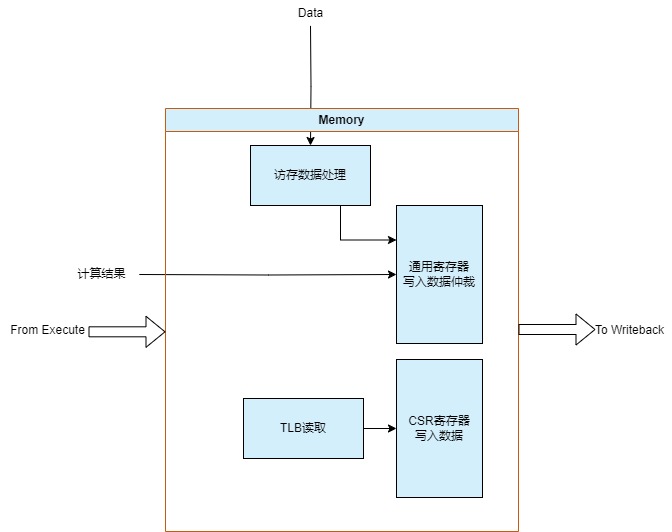 Data
Memory
访存数据处理
通用寄存器
写入数据仲裁
计算结果
From Execute
To Writeback
TLB读取
CSR寄存器
写入数据